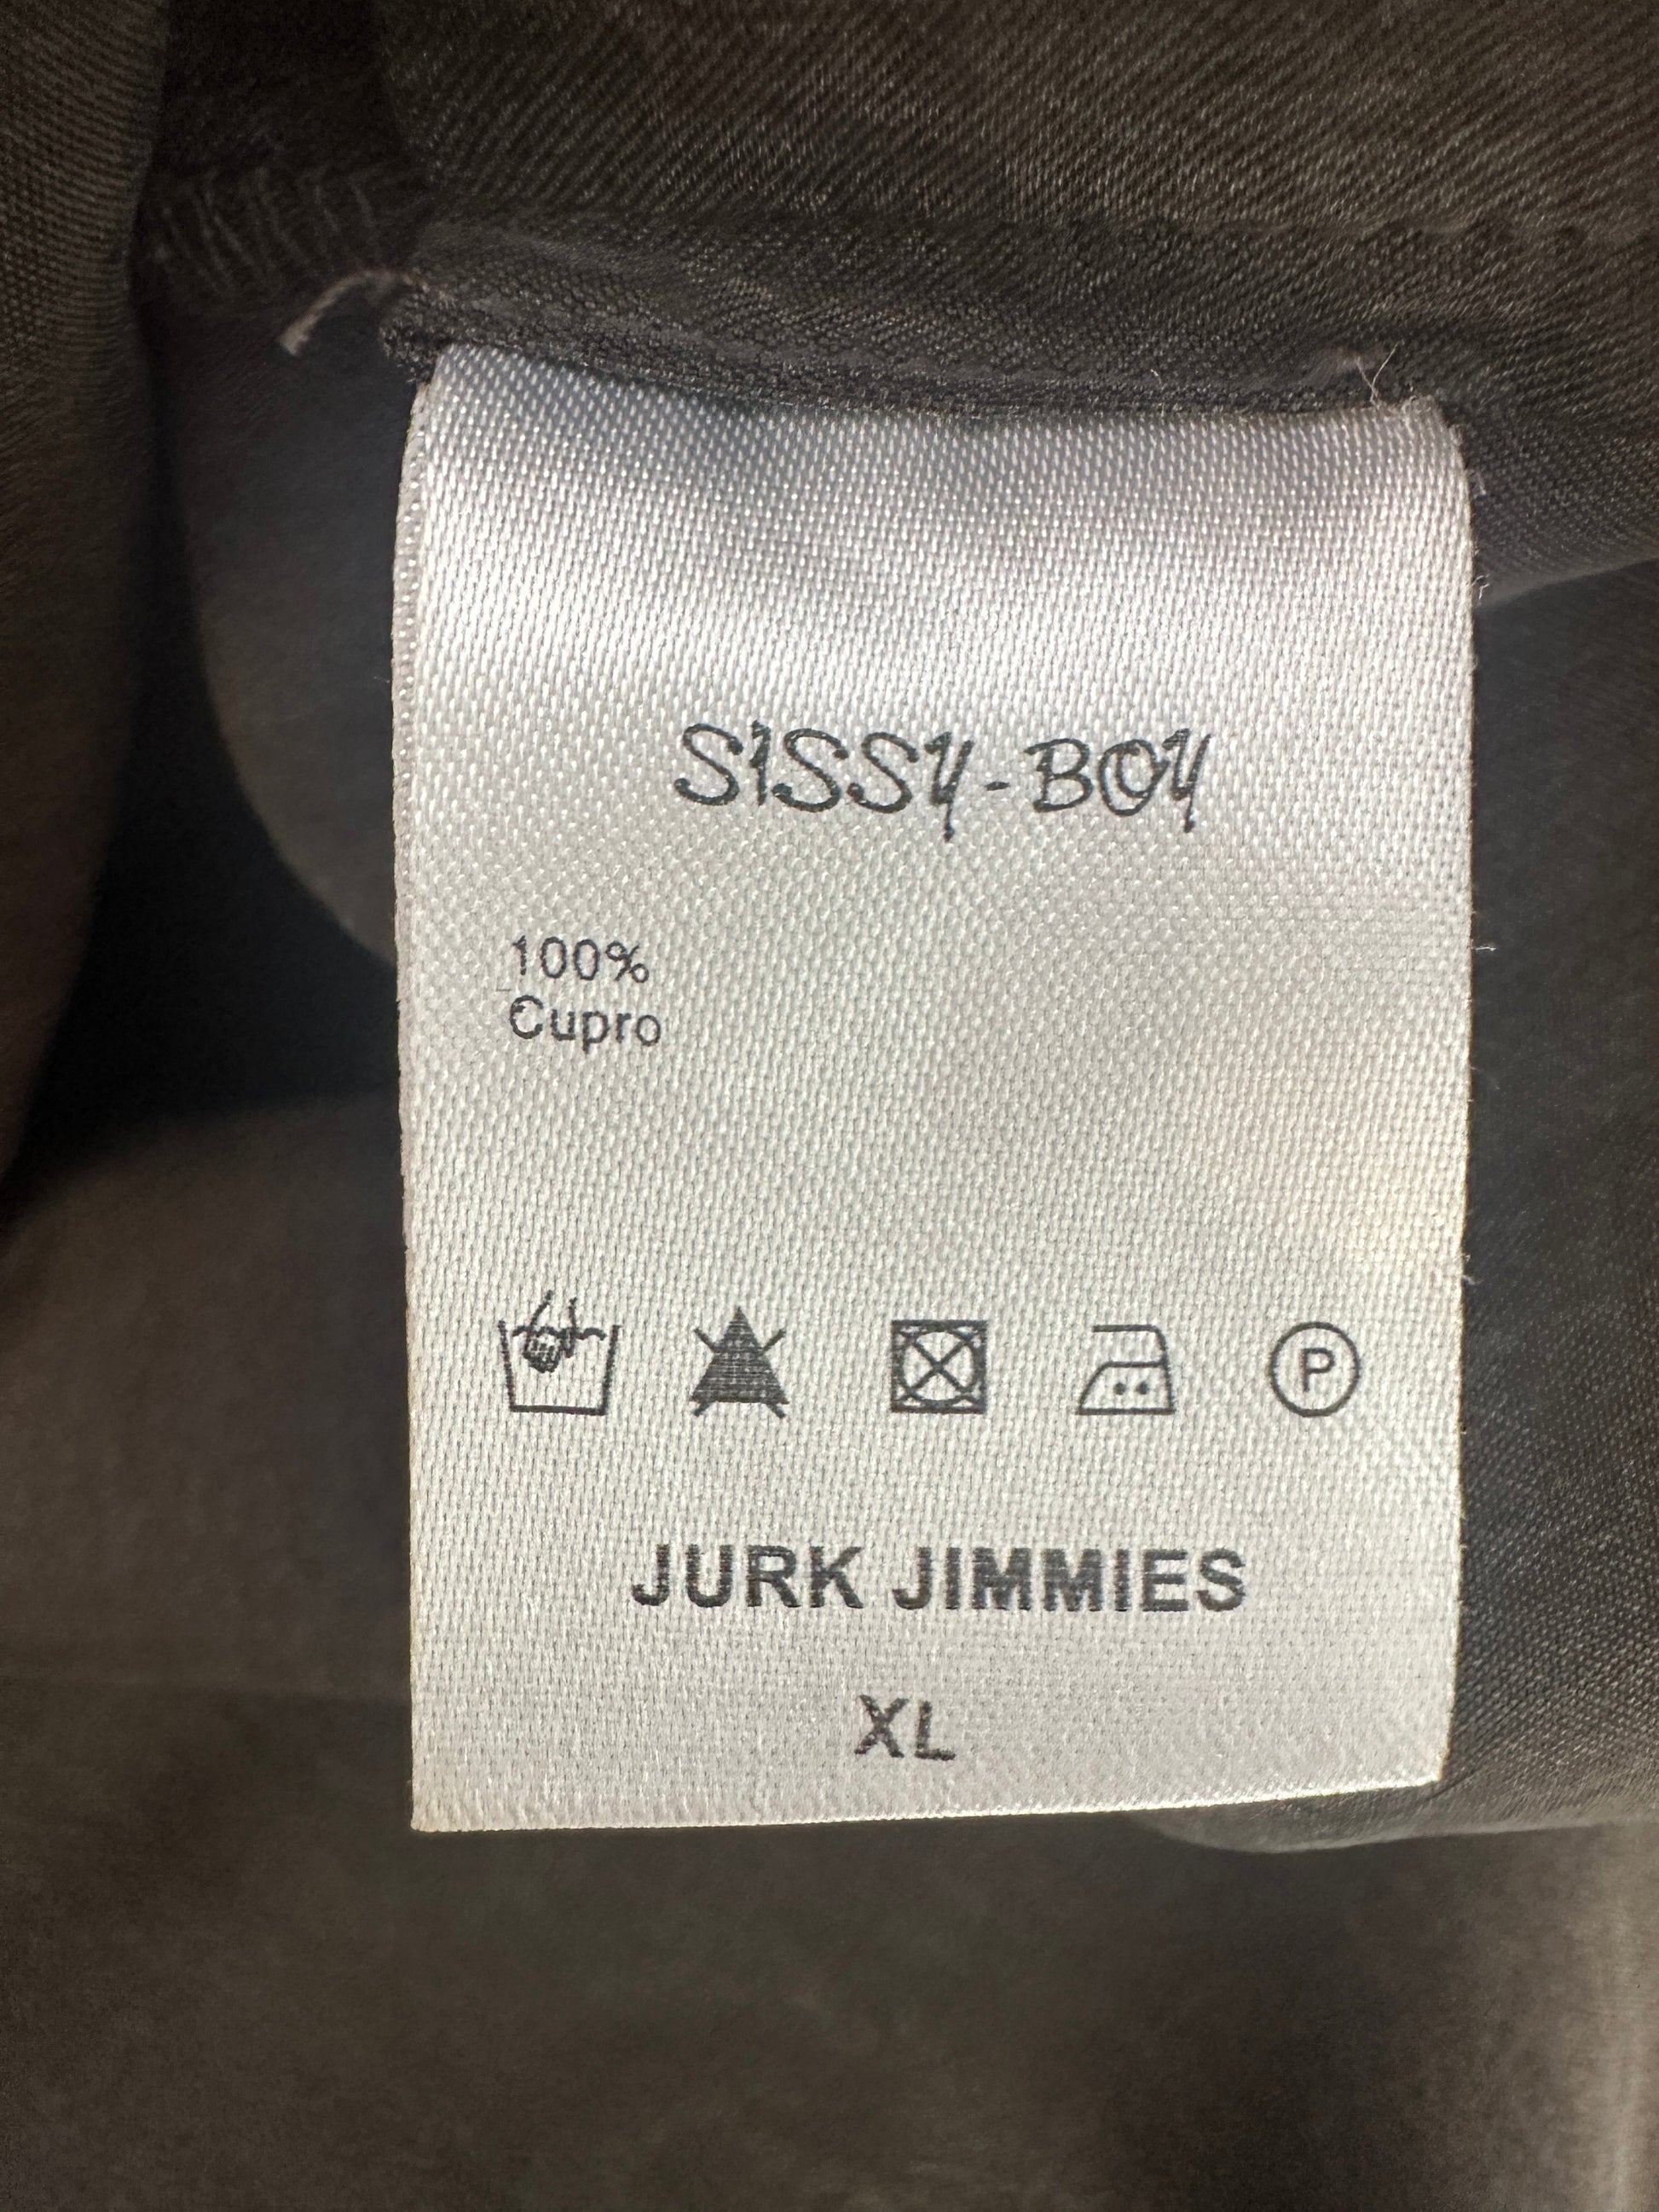 SISSY-BOY
100%
Cupro
P
JURK JIMMIES
XL